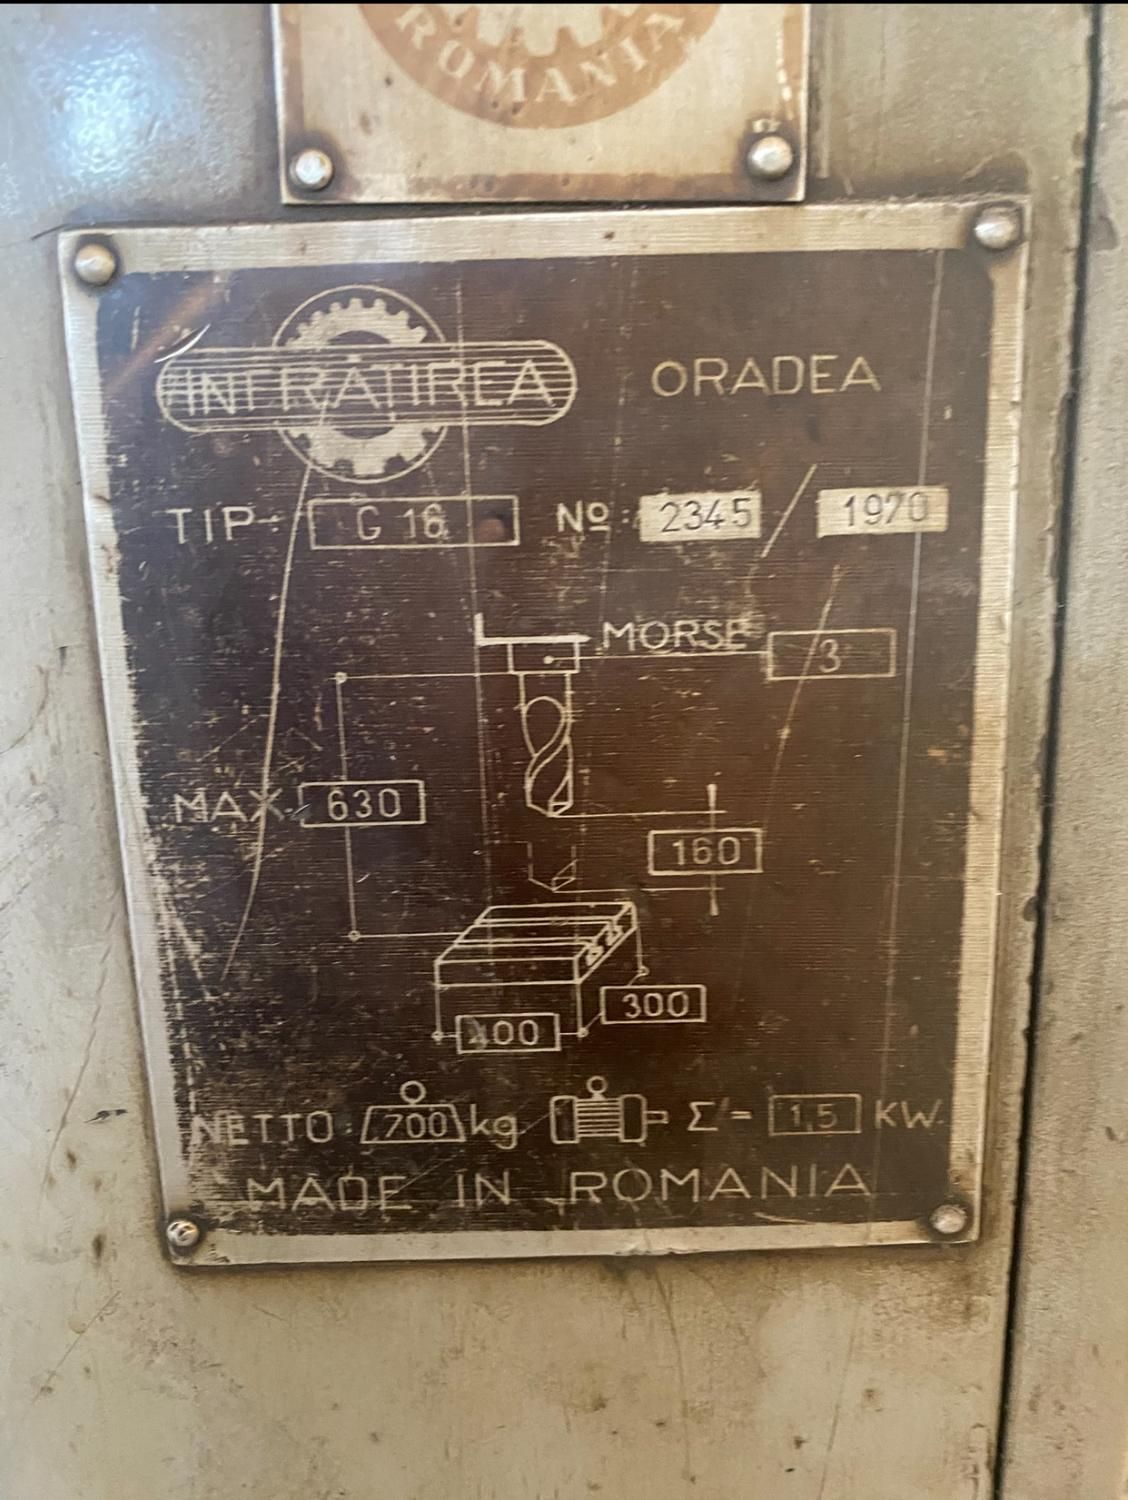 ROMANIA
INFRĂȚIREA ORADEA
TIP- G 16 Nº: 2345 1970
MORSE 3
MAX. 630
160
300
400
NETTO: 700 kg Σ - 1,5 KW.
MADE IN ROMANIA